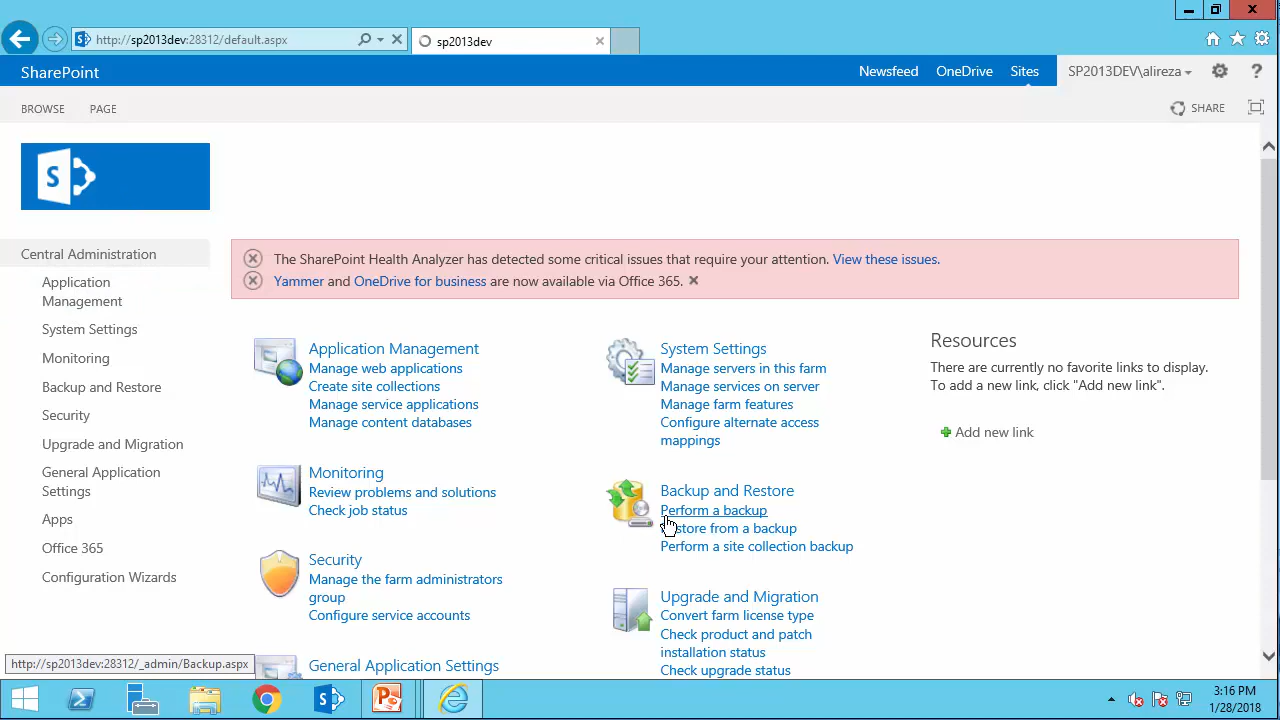 http://sp2013dev:28312/default.aspx
sp2013dev
SharePoint
Newsfeed
OneDrive
Sites
SP2013DEV\alireza
?
BROWSE
PAGE
SHARE
S
Central Administration
Application
Management
System Settings
Monitoring
Backup and Restore
Security
Upgrade and Migration
General Application
Settings
Apps
Office 365
Configuration Wizards
The SharePoint Health Analyzer has detected some critical issues that require your attention. View these issues.
Yammer and OneDrive for business are now available via Office 365.
Application Management
Manage web applications
Create site collections
Manage service applications
Manage content databases
Monitoring
Review problems and solutions
Check job status
Security
Manage the farm administrators
group
Configure service accounts
General Application Settings
System Settings
Manage servers in this farm
Manage services on server
Manage farm features
Configure alternate access
mappings
Backup and Restore
Perform a backup
store from a backup
Perform a site collection backup
Upgrade and Migration
Convert farm license type
Check product and patch
installation status
Check upgrade status
Resources
There are currently no favorite links to display.
To add a new link, click "Add new link".
Add new link
http://sp2013dev:28312/_admin/Backup.aspx
3:16 PM
1/28/2018